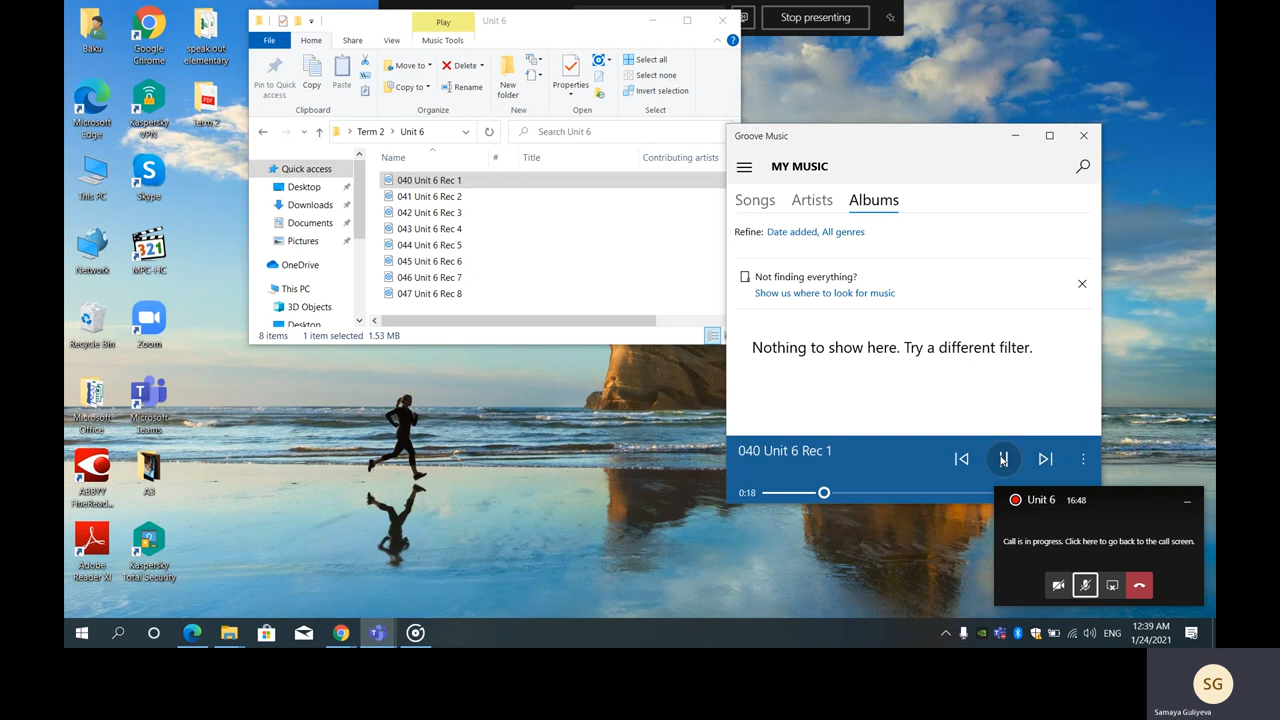 Baku
Google
Chrome
speak out
elementary
Microsoft
Edge
Kaspersky
VPN
Term 2
This PC
Skype
Network
MPC-HC
Recycle Bin
Zoom
Microsoft
Office
Microsoft
Teams
ABBYY
FineRead...
A3
Adobe
Reader XI
Kaspersky
Total Security
Play
Unit 6
File
Home
Share
View
Music Tools
Pin to Quick
access
Copy
Paste
Move to
Copy to
Delete
Rename
New
folder
Properties
Select all
Select none
Invert selection
Clipboard
Organize
New
Open
Select
Term 2
Unit 6
Search Unit 6
Name
#
Title
Contributing artists
Quick access
Desktop
Downloads
Documents
Pictures
OneDrive
This PC
3D Objects
Desktop
040 Unit 6 Rec 1
041 Unit 6 Rec 2
042 Unit 6 Rec 3
043 Unit 6 Rec 4
044 Unit 6 Rec 5
045 Unit 6 Rec 6
046 Unit 6 Rec 7
047 Unit 6 Rec 8
8 items
1 item selected 1.53 MB
Stop presenting
Groove Music
MY MUSIC
Songs
Artists
Albums
Refine: Date added, All genres
Not finding everything?
Show us where to look for music
Nothing to show here. Try a different filter.
040 Unit 6 Rec 1
0:18
Unit 6
16:48
Call is in progress. Click here to go back to the call screen.
ENG
12:39 AM
1/24/2021
SG
Samaya Guliyeva